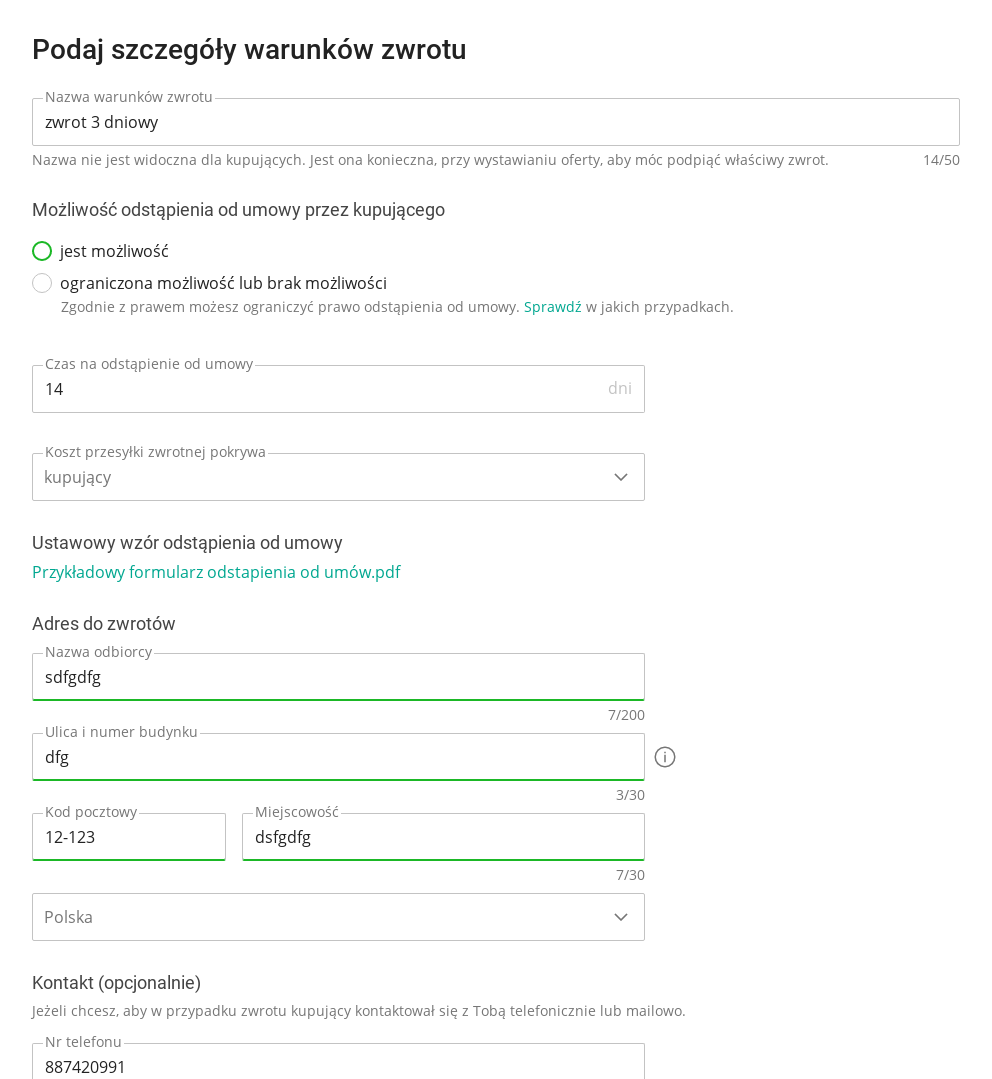 Podaj szczegóły warunków zwrotu
Nazwa warunków zwrotu
zwrot 3 dniowy
Nazwa nie jest widoczna dla kupujących. Jest ona konieczna, przy wystawianiu oferty, aby móc podpiąć właściwy zwrot. 14/50
Możliwość odstąpienia od umowy przez kupującego
jest możliwość
ograniczona możliwość lub brak możliwości
Zgodnie z prawem możesz ograniczyć prawo odstąpienia od umowy. Sprawdź w jakich przypadkach.
Czas na odstąpienie od umowy
14 dni
Koszt przesyłki zwrotnej pokrywa
kupujący
Ustawowy wzór odstąpienia od umowy
Przykładowy formularz odstapienia od umów.pdf
Adres do zwrotów
Nazwa odbiorcy
sdfgdfg
7/200
Ulica i numer budynku
dfg
3/30
Kod pocztowy Miejscowość
12-123 dsfgdfg
7/30
Polska
Kontakt (opcjonalnie)
Jeżeli chcesz, aby w przypadku zwrotu kupujący kontaktował się z Tobą telefonicznie lub mailowo.
Nr telefonu
887420991